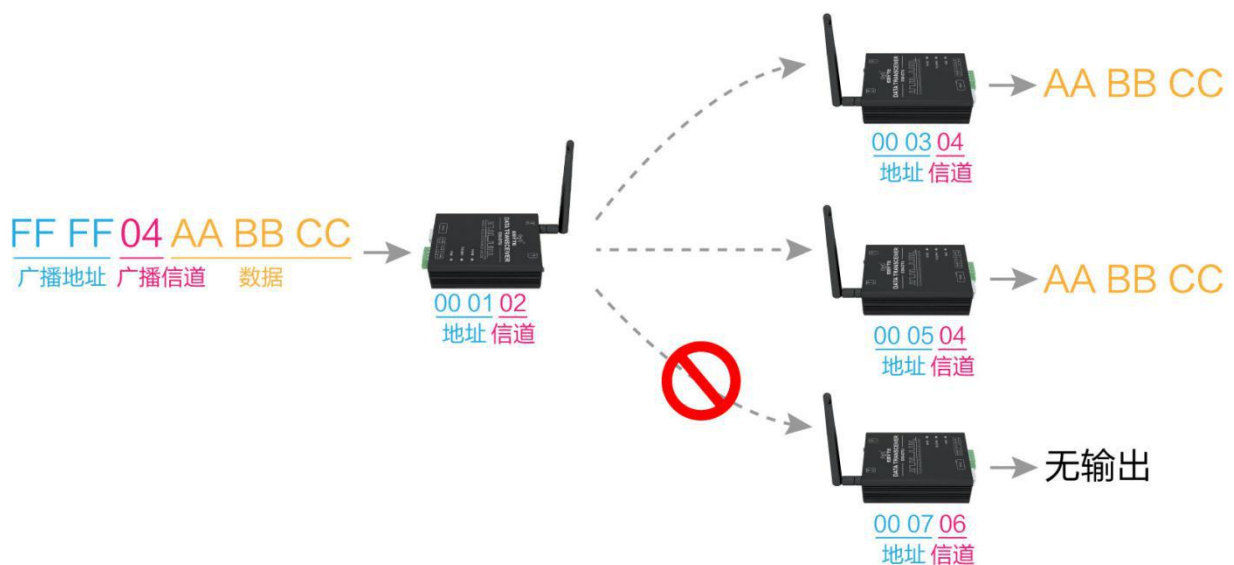 AA BB CC
00 03 04
地址 信道
FF FF 04 AA BB CC
广播地址 广播信道 数据
DATA TRANSCEIVER
00 01 02
地址 信道
AA BB CC
00 05 04
地址 信道
无输出
00 07 06
地址 信道